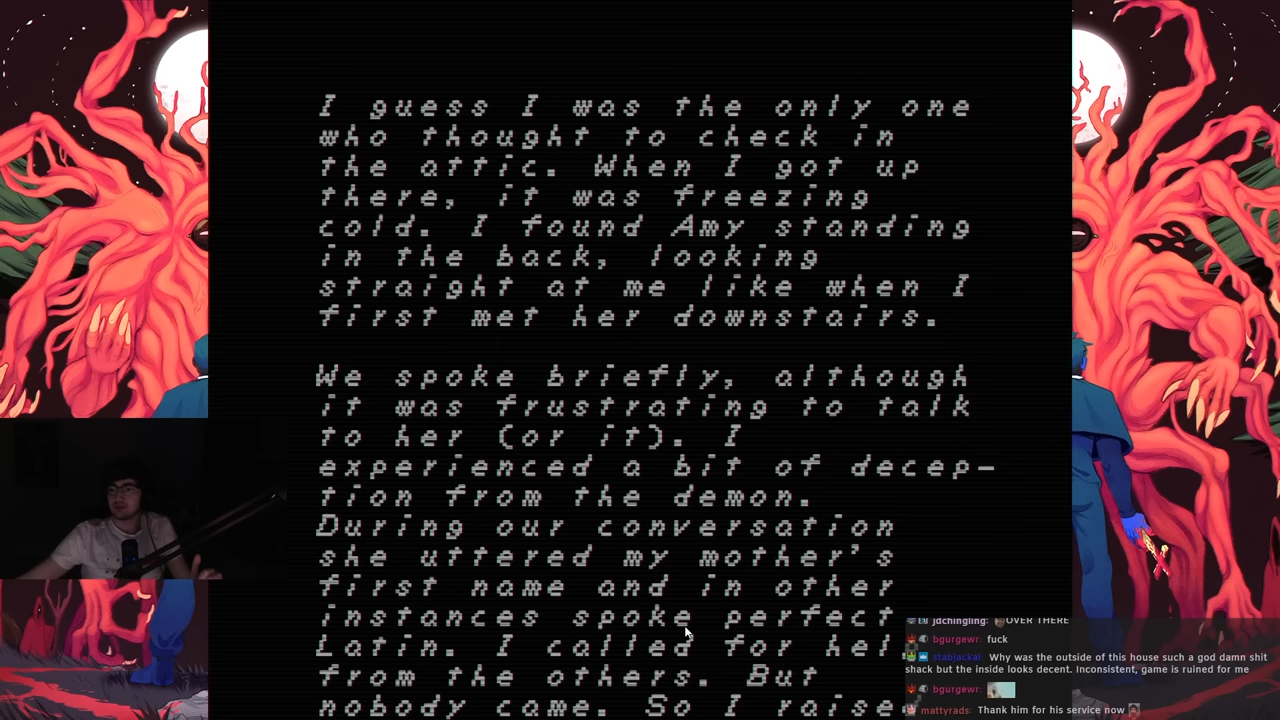 I guess I was the only one
who thought to check in
the attic. When I got up
there, it was freezing
cold. I found Amy standing
in the back, looking
straight at me like when I
first met her downstairs.
We spoke briefly, although
it was frustrating to talk
to her (or it). I
experienced a bit of decep-
tion from the demon.
During our conversation
she uttered my mother's
first name and in other
instances spoke perfect
Latin. I called for hel
from the others. But
nobody came. So I raise
jdchingling: OVER THERE
bgurgewr: fuck
stabjackal: Why was the outside of this house such a god damn shit
shack but the inside looks decent. Inconsistent, game is ruined for me
bgurgewr:
mattyrads: Thank him for his service now